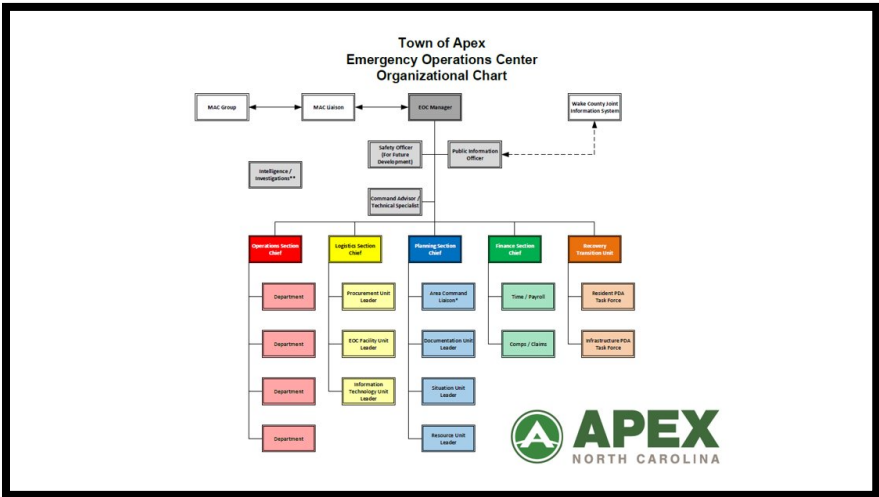 Town of Apex
Emergency Operations Center
Organizational Chart
MAC Group
MAC Liaison
EOC Manager
Wake County Joint
Information System
Safety Officer
(For Future
Development)
Public Information
Officer
Intelligence /
Investigations**
Command Advisor /
Technical Specialist
Operations Section
Chief
Logistics Section
Chief
Planning Section
Chief
Finance Section
Chief
Recovery
Transition Unit
Department
Procurement Unit
Leader
Area Command
Liaison*
Time / Payroll
Resident PDA
Task Force
Department
EOC Facility Unit
Leader
Documentation Unit
Leader
Comps / Claims
Infrastructure PDA
Task Force
Department
Information
Technology Unit
Leader
Situation Unit
Leader
Department
Resource Unit
Leader
APEX
NORTH CAROLINA